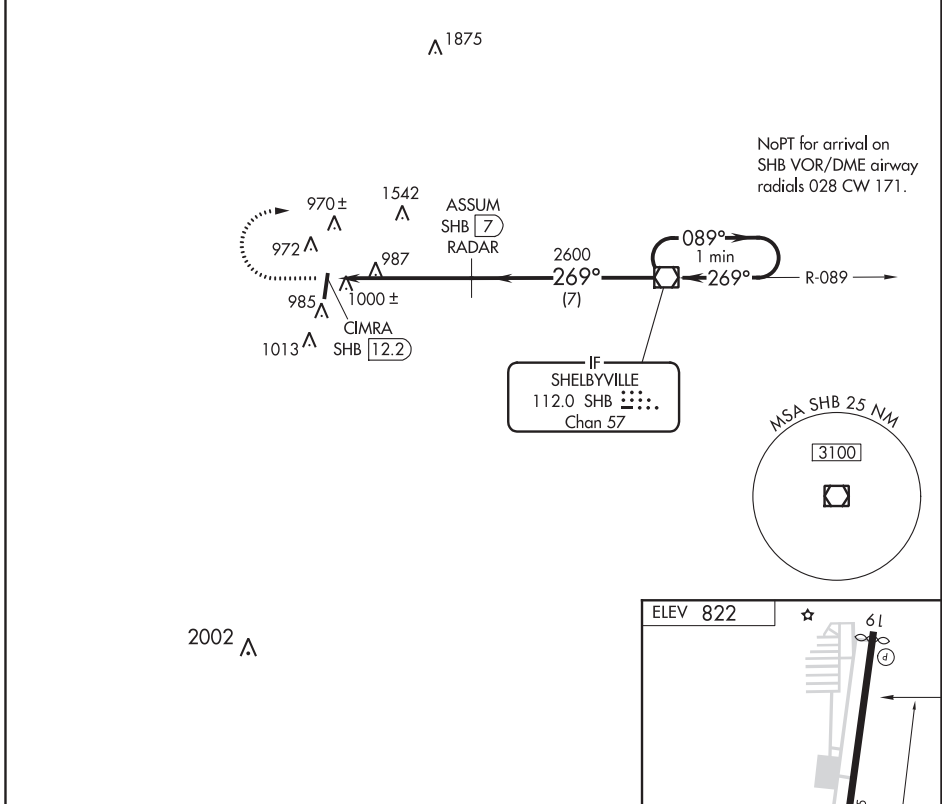 1875
NoPT for arrival on
SHB VOR/DME airway
radials 028 CW 171.
970 ±
1542
ASSUM
SHB 7
RADAR
972
987
2600
269°
(7)
089°
1 min
269°
R-089
985
1000 ±
CIMRA
SHB 12.2
1013
IF
SHELBYVILLE
112.0 SHB
Chan 57
MSA SHB 25 NM
3100
2002
ELEV 822
19
P